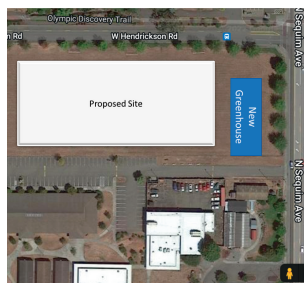 Olympic Discovery Trail
n Rd
W Hendrickson Rd
N Sequim Ave
Proposed Site
New
Greenhouse
N Sequim Ave